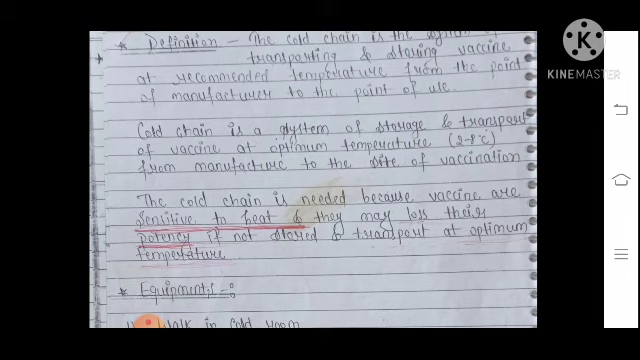 * Definition - The cold chain is the system of
transporting & storing vaccine
at recommended temperature from the point
of manufacturer to the point of use.
Cold chain is a system of storage & transport
of vaccine at optimum temperature (2-8°c)
from manufacture to the site of vaccination
The cold chain is needed because vaccine are
sensitive to heat & they may loss their
potency if not stored & transport at optimum
temperature.
* Equipments -:
Walk in cold room
K
KINEMASTER